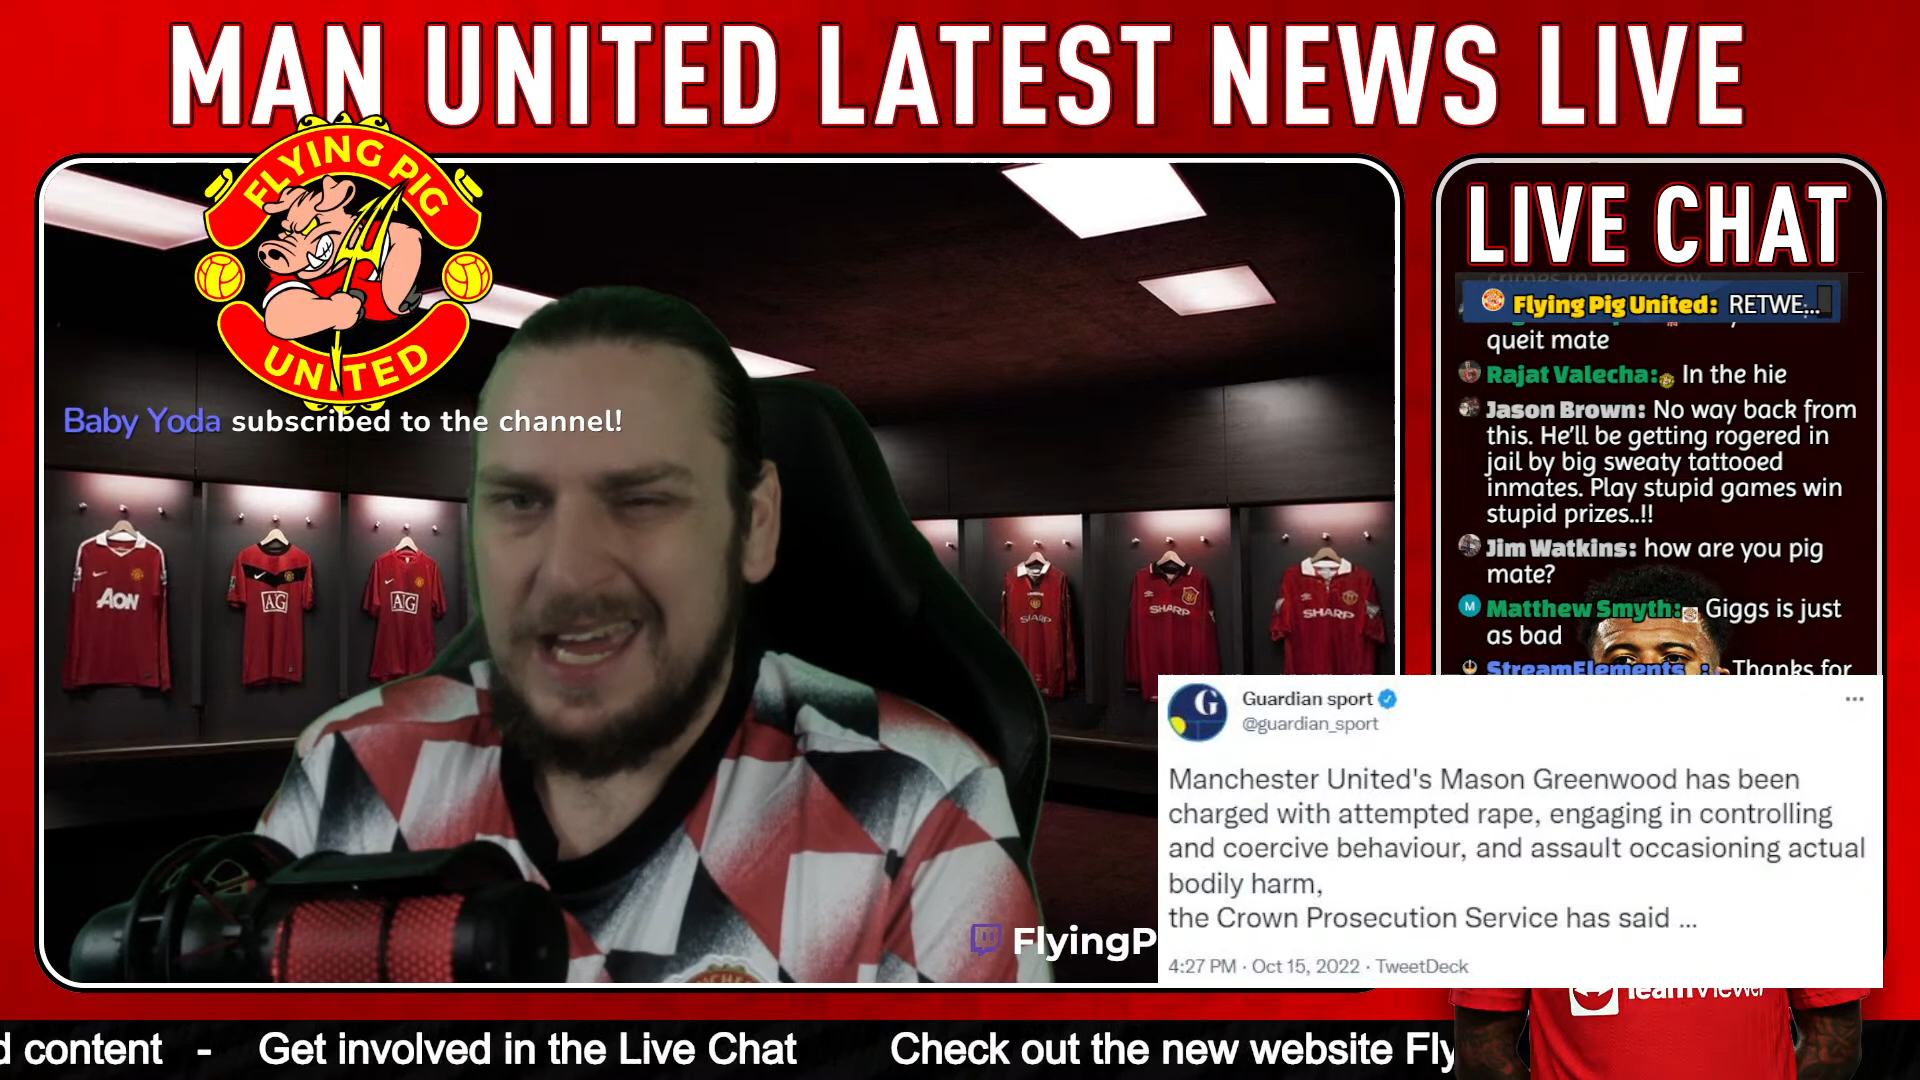 MAN UNITED LATEST NEWS LIVE
FLYING PIG
UNITED
Baby Yoda subscribed to the channel!
AON
AIG
AIG
SHARP
SHARP
SHARP
FlyingP
LIVE CHAT
crimes in hierarchy
Flying Pig United: RETWE...
queit mate
Rajat Valecha: In the hie
Jason Brown: No way back from
this. He'll be getting rogered in
jail by big sweaty tattooed
inmates. Play stupid games win
stupid prizes..!!
Jim Watkins: how are you pig
mate?
M Matthew Smyth: Giggs is just
as bad
StreamElements : Thanks for
G
Guardian sport
@guardian_sport
Manchester United's Mason Greenwood has been
charged with attempted rape, engaging in controlling
and coercive behaviour, and assault occasioning actual
bodily harm,
the Crown Prosecution Service has said ...
4:27 PM · Oct 15, 2022 · TweetDeck
TeamViewer
d content - Get involved in the Live Chat Check out the new website Fly